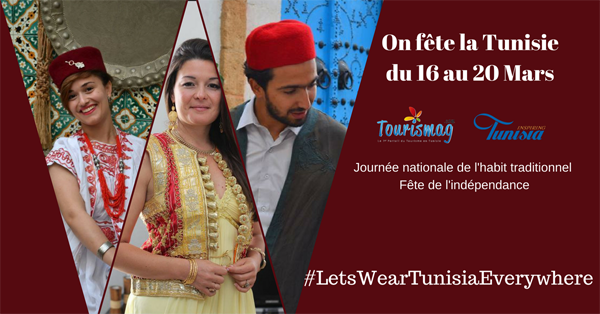 On fête la Tunisie
du 16 au 20 Mars
Tourismag
INSPIRING
Tunisia
Journée nationale de l'habit traditionnel
Fête de l'indépendance
#LetsWearTunisiaEverywhere